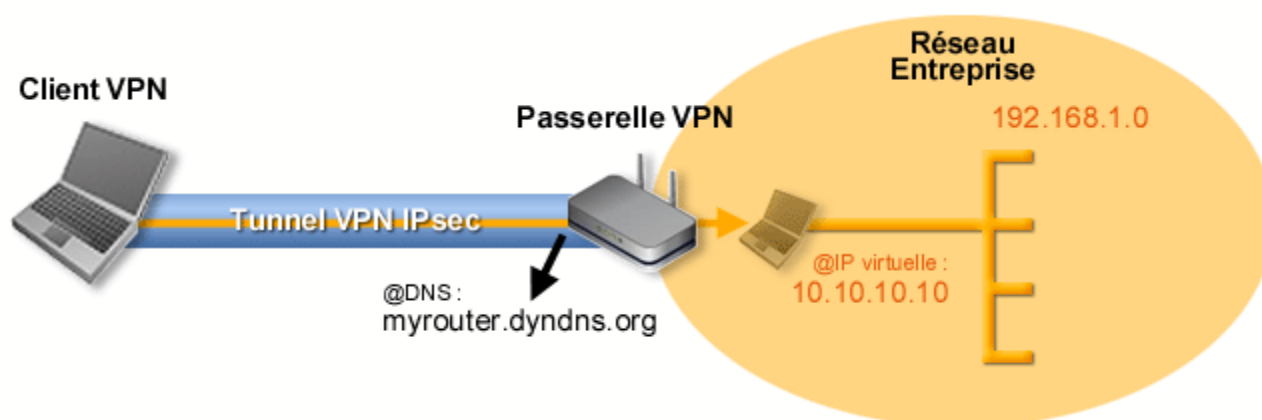 Réseau
Entreprise
Client VPN
192.168.1.0
Passerelle VPN
Tunnel VPN IPsec
@IP virtuelle :
10.10.10.10
@DNS :
myrouter.dyndns.org